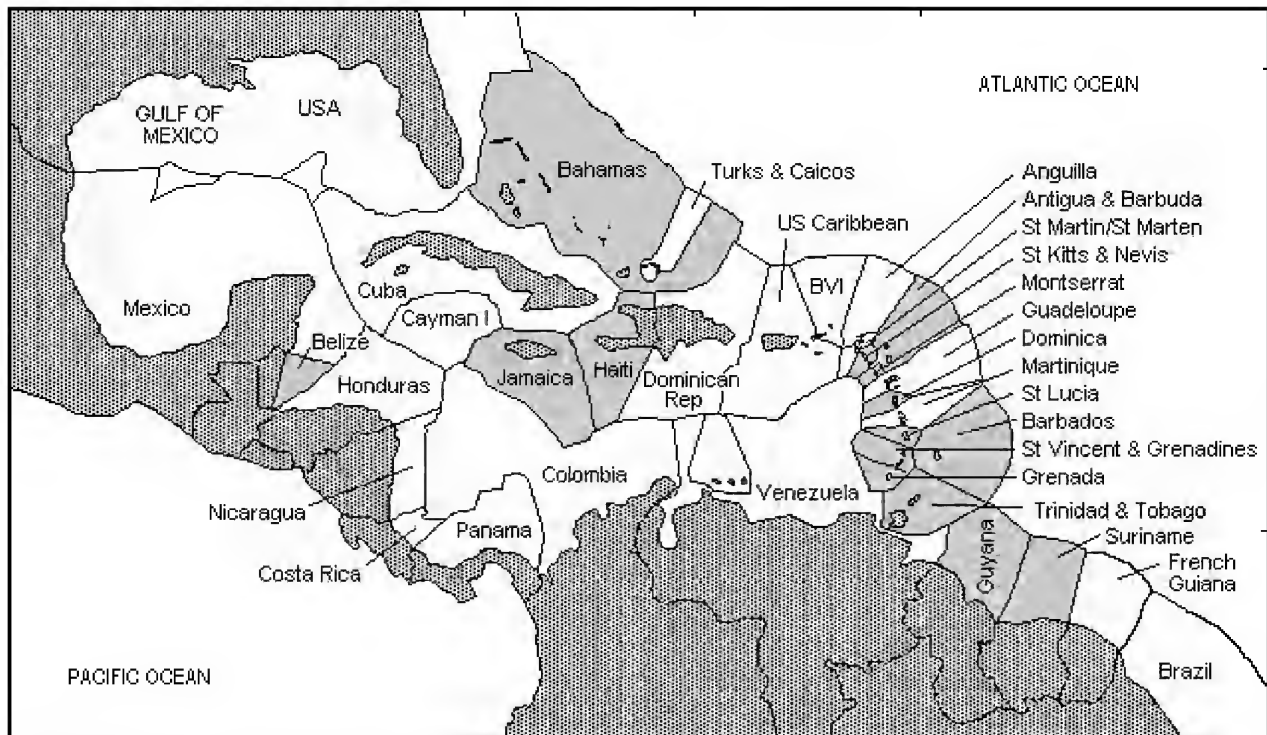 ATLANTIC OCEAN
GULF OF
MEXICO
USA
Bahamas
Turks & Caicos
US Caribbean
Anguilla
Antigua & Barbuda
St Martin/St Marten
St Kitts & Nevis
Montserrat
Guadeloupe
Dominica
Martinique
St Lucia
Barbados
St Vincent & Grenadines
Grenada
Trinidad & Tobago
Suriname
French
Guiana
Guyana
Brazil
BVI
Mexico
Cuba
Cayman I
Belize
Honduras
Jamaica
Haiti
Dominican
Rep
Colombia
Venezuela
Nicaragua
Panama
Costa Rica
PACIFIC OCEAN